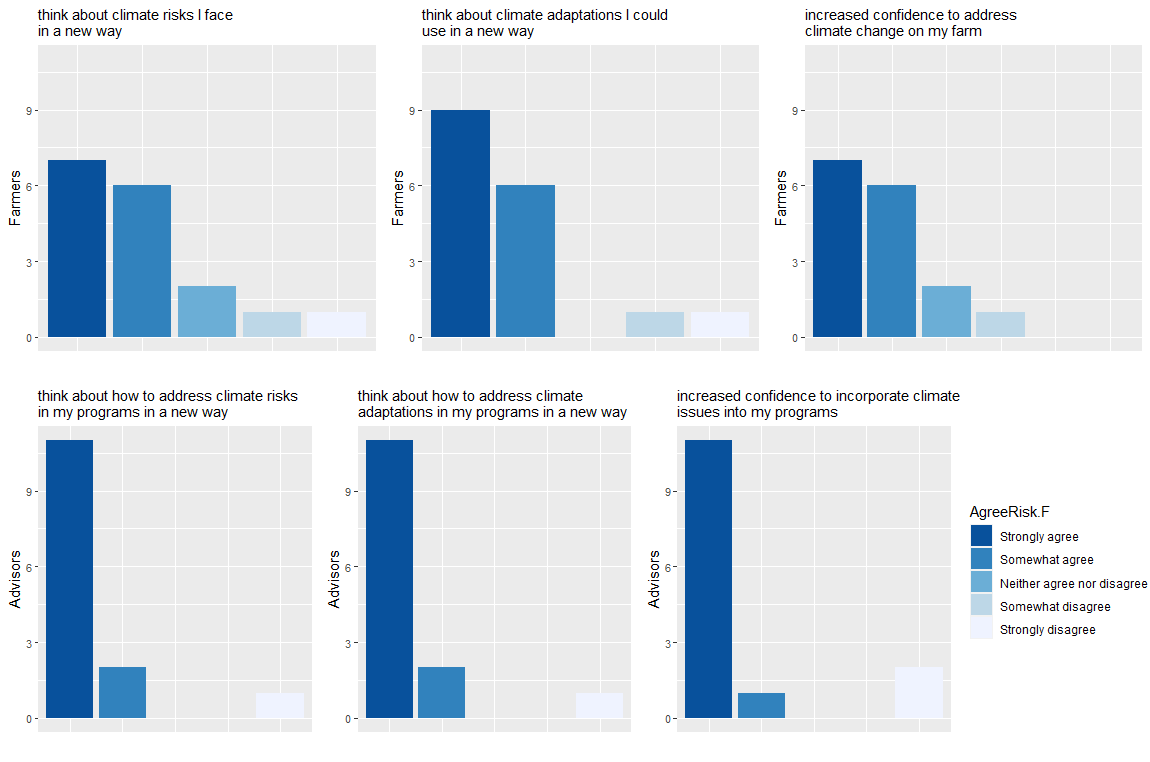 think about climate risks I face
in a new way
think about climate adaptations I could
use in a new way
increased confidence to address
climate change on my farm
Farmers
9
6
3
0
Farmers
9
6
3
0
Farmers
9
6
3
0
think about how to address climate risks
in my programs in a new way
think about how to address climate
adaptations in my programs in a new way
increased confidence to incorporate climate
issues into my programs
Advisors
9
6
3
0
Advisors
9
6
3
0
Advisors
9
6
3
0
AgreeRisk.F
Strongly agree
Somewhat agree
Neither agree nor disagree
Somewhat disagree
Strongly disagree